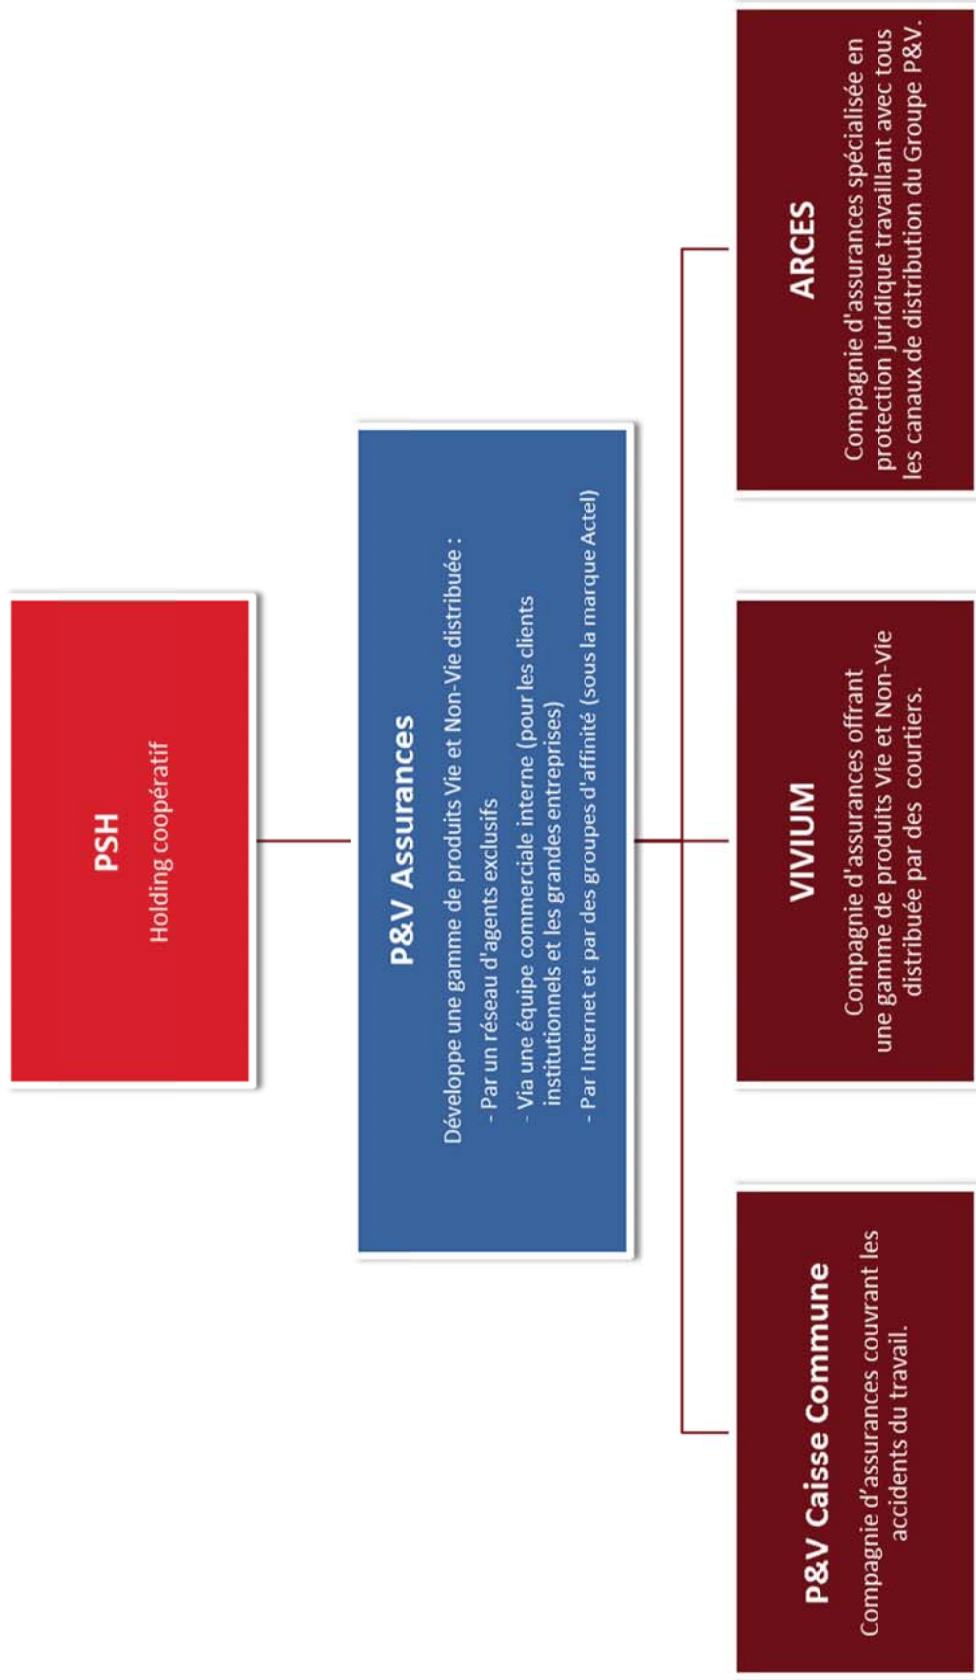 PSH
Holding coopératif
P&V Assurances
Développe une gamme de produits Vie et Non-Vie distribuée :
- Par un réseau d'agents exclusifs
- Via une équipe commerciale interne (pour les clients
institutionnels et les grandes entreprises)
- Par Internet et par des groupes d'affinité (sous la marque Actel)
P&V Caisse Commune
Compagnie d'assurances couvrant les
accidents du travail.
VIVIUM
Compagnie d'assurances offrant
une gamme de produits Vie et Non-Vie
distribuée par des courtiers.
ARCES
Compagnie d'assurances spécialisée en
protection juridique travaillant avec tous
les canaux de distribution du Groupe P&V.